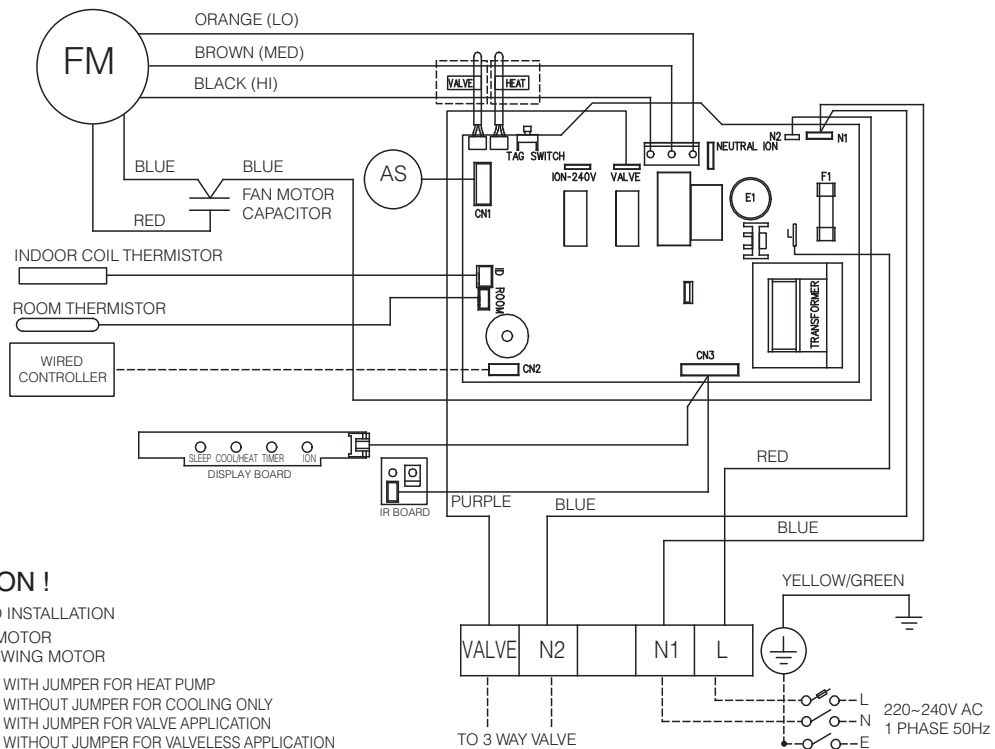 ORANGE (LO)
FM
BROWN (MED)
BLACK (HI)
VALVE
HEAT
TAG SWITCH
NEUTRAL ION
N2
N1
ION-240V
VALVE
F1
E1
L
BLUE
BLUE
AS
CN1
FAN MOTOR
CAPACITOR
RED
INDOOR COIL THERMISTOR
ID
ROOM
TRANSFORMER
ROOM THERMISTOR
WIRED
CONTROLLER
CN2
CN3
SLEEP COOL/HEAT TIMER ION
DISPLAY BOARD
RED
IR BOARD
PURPLE
BLUE
BLUE
ON !
INSTALLATION
MOTOR
WING MOTOR
WITH JUMPER FOR HEAT PUMP
WITHOUT JUMPER FOR COOLING ONLY
WITH JUMPER FOR VALVE APPLICATION
WITHOUT JUMPER FOR VALVELESS APPLICATION
YELLOW/GREEN
VALVE
N2
N1
L
TO 3 WAY VALVE
L
N
E
220~240V AC
1 PHASE 50Hz